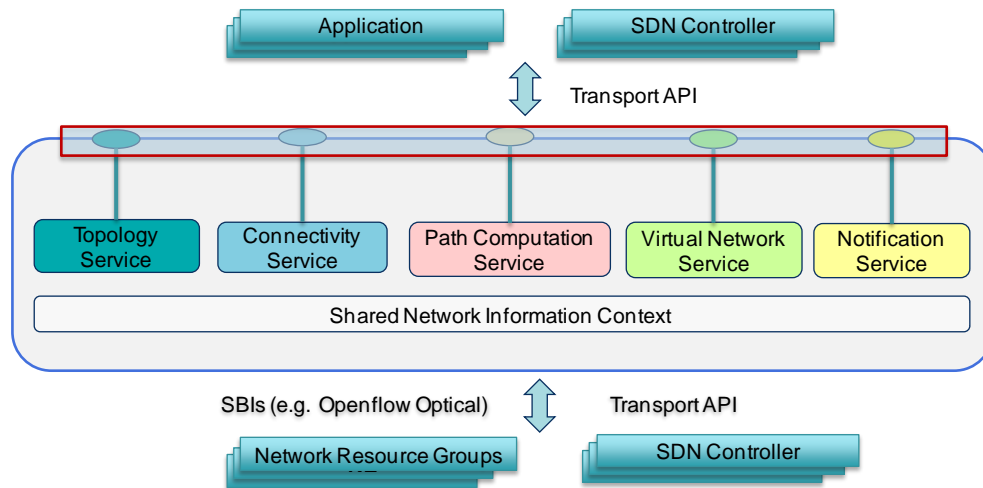 Application
SDN Controller
Transport API
Topology
Service
Connectivity
Service
Path Computation
Service
Virtual Network
Service
Notification
Service
Shared Network Information Context
SBIs (e.g. Openflow Optical)
Transport API
Network Resource Groups
SDN Controller